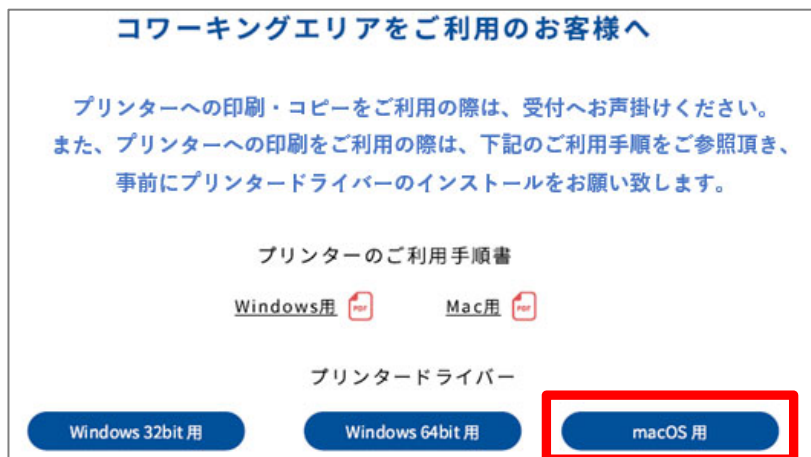 コワーキングエリアをご利用のお客様へ
プリンターへの印刷・コピーをご利用の際は、受付へお声掛けください。
また、プリンターへの印刷をご利用の際は、下記のご利用手順をご参照頂き、
事前にプリンタードライバーのインストールをお願い致します。
プリンターのご利用手順書
Windows用 PDF Mac用 PDF
プリンタードライバー
Windows 32bit 用 Windows 64bit 用 macOS 用